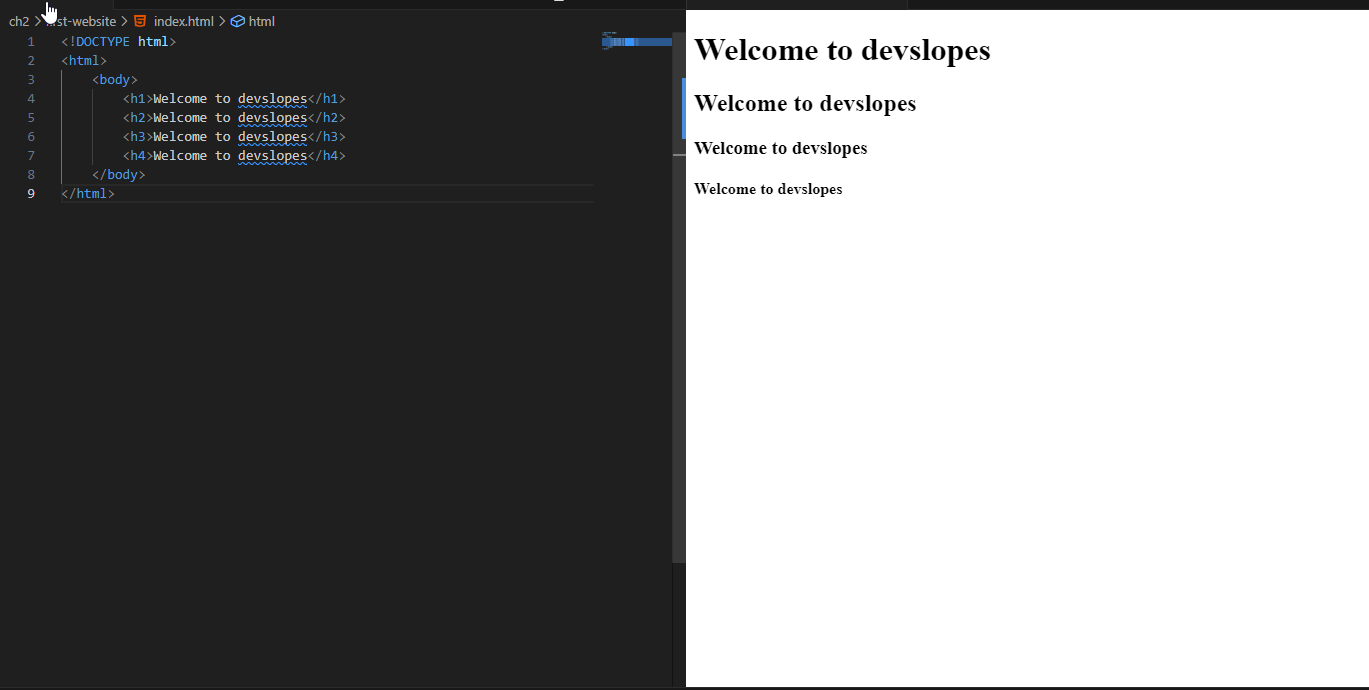 ch2 > st-website > index.html > html
1 <!DOCTYPE html>
2 <html>
3 <body>
4 <h1>Welcome to devslopes</h1>
5 <h2>Welcome to devslopes</h2>
6 <h3>Welcome to devslopes</h3>
7 <h4>Welcome to devslopes</h4>
8 </body>
9 </html>
Welcome to devslopes
Welcome to devslopes
Welcome to devslopes
Welcome to devslopes